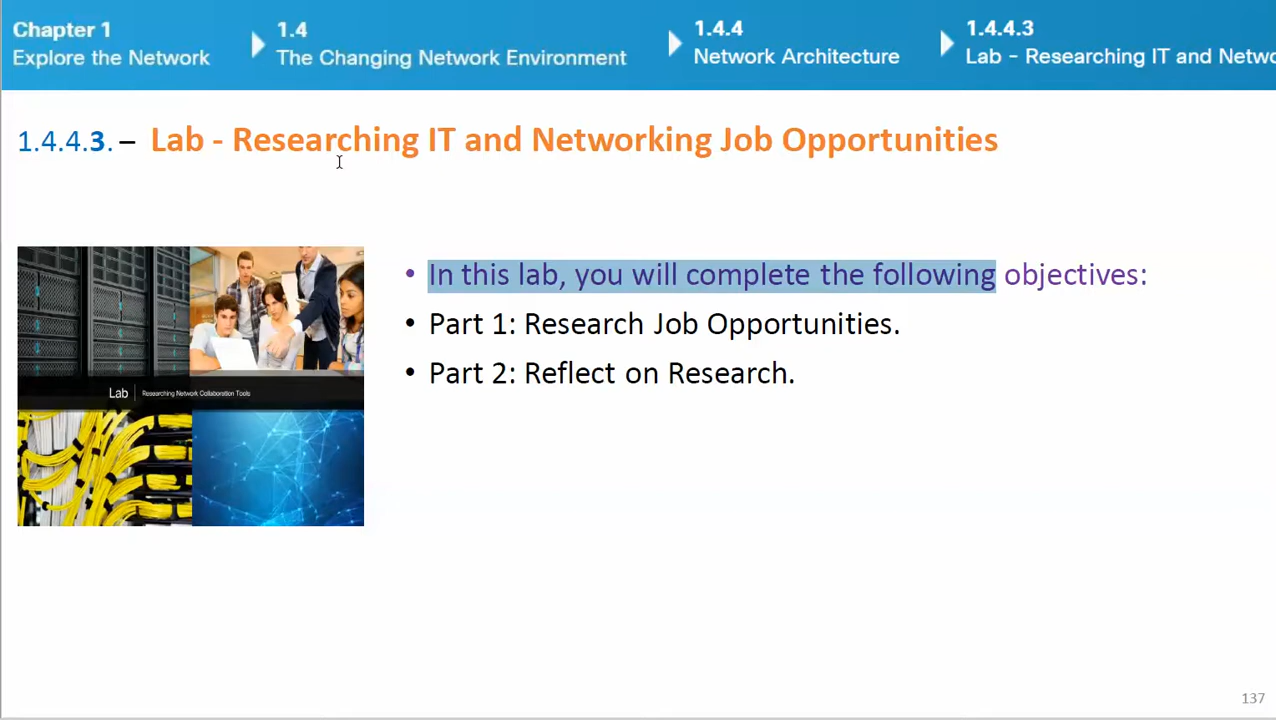 Chapter 1
Explore the Network
1.4
The Changing Network Environment
1.4.4
Network Architecture
1.4.4.3
Lab - Researching IT and Netwo
1.4.4.3. – Lab - Researching IT and Networking Job Opportunities
• In this lab, you will complete the following objectives:
• Part 1: Research Job Opportunities.
• Part 2: Reflect on Research.
Lab | Researching Network Collaboration Tools
137